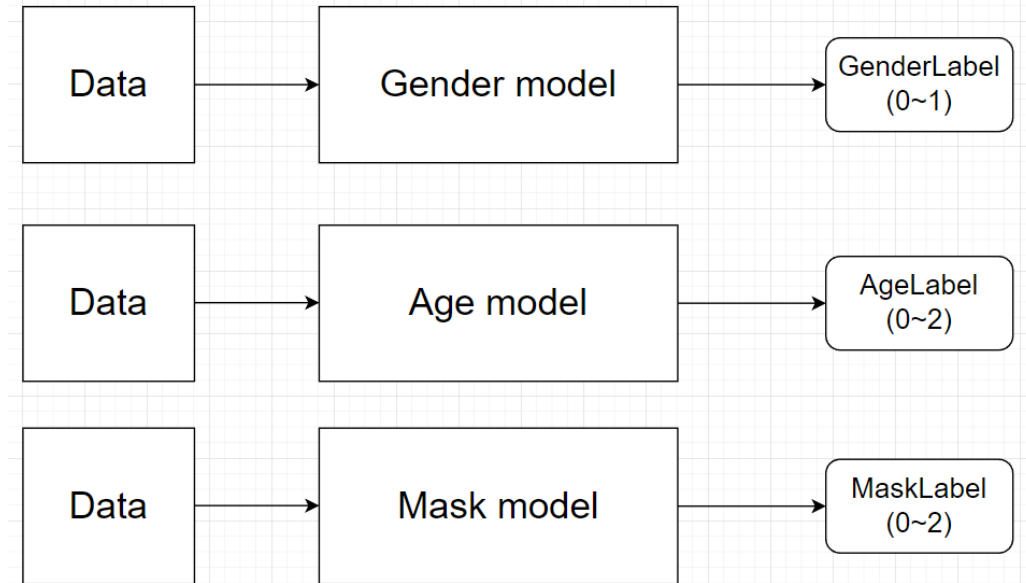 Data
Gender model
GenderLabel
(0~1)
Data
Age model
AgeLabel
(0~2)
Data
Mask model
MaskLabel
(0~2)